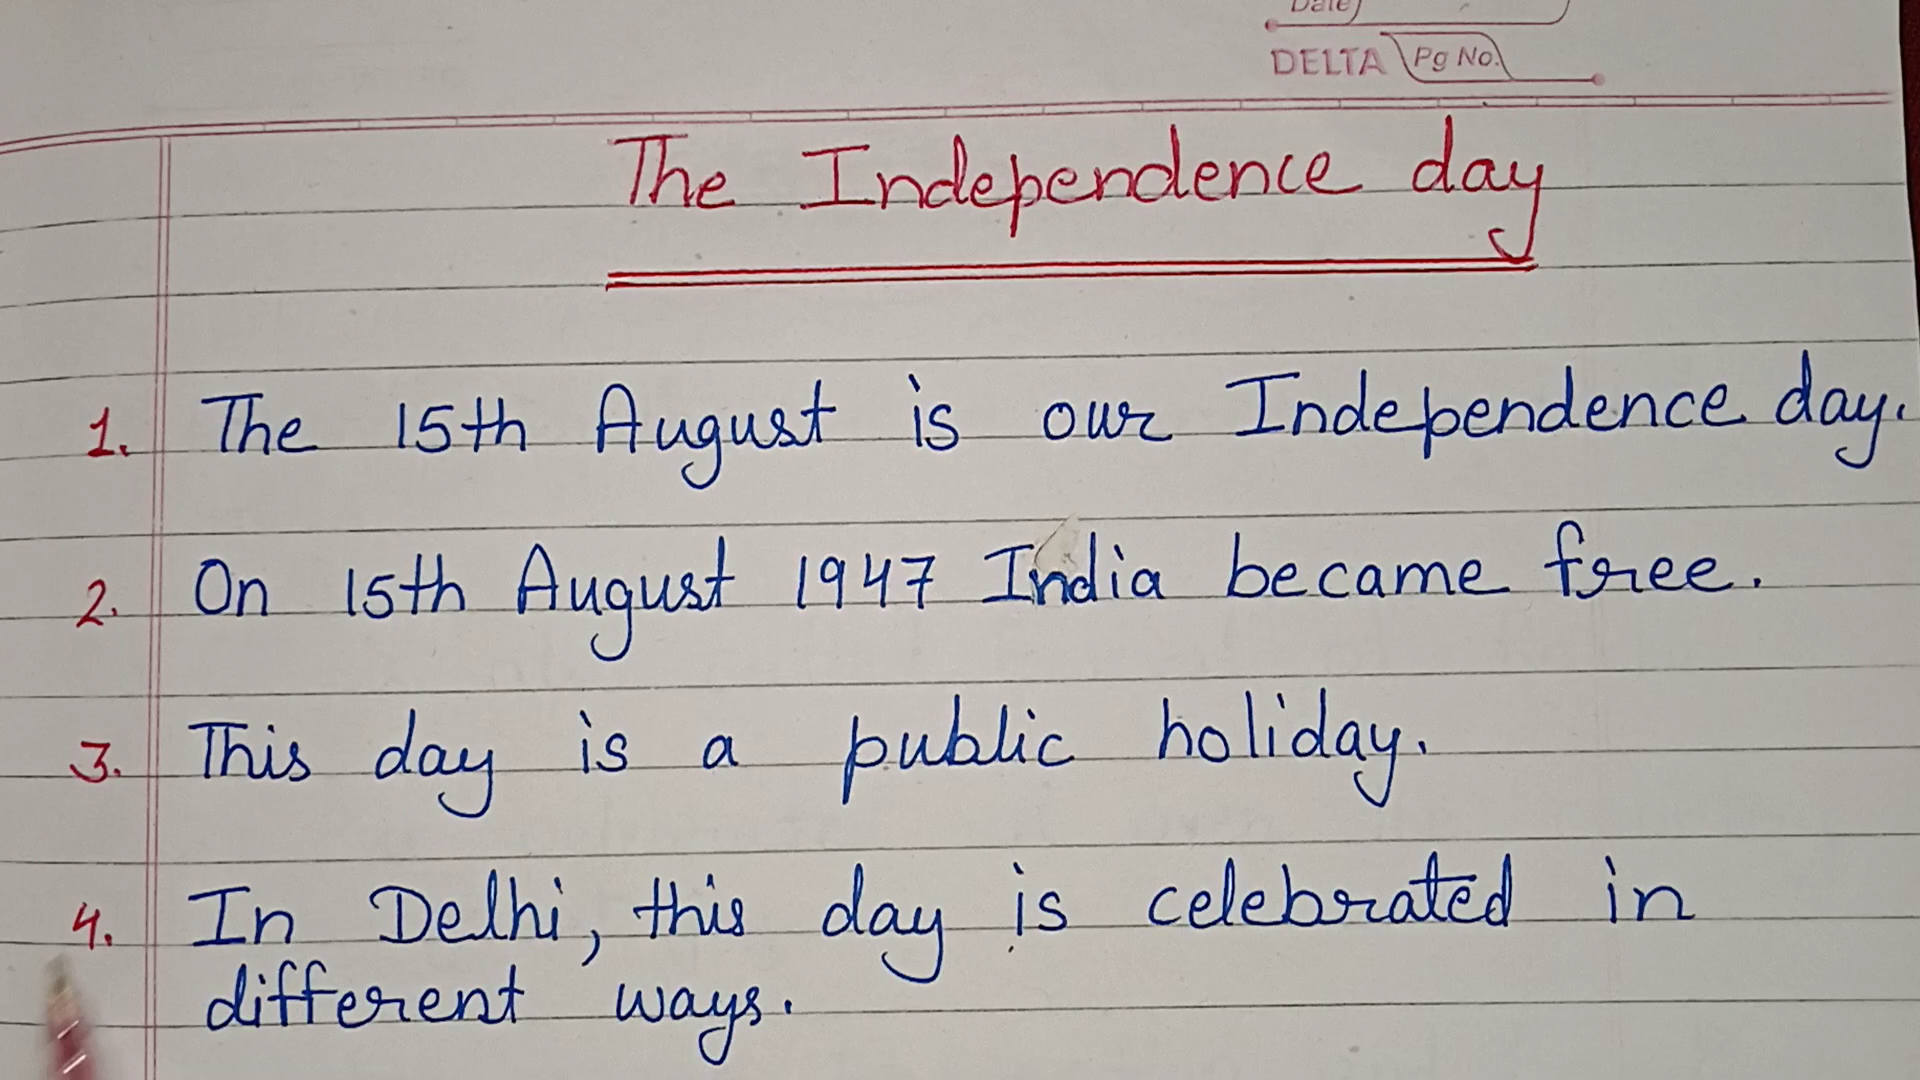 Date
DELTA Pg No.
The Independence day
1. The 15th August is our Independence day.
2. On 15th August 1947 India became free.
3. This day is a public holiday.
4. In Delhi, this day is celebrated in
different ways.